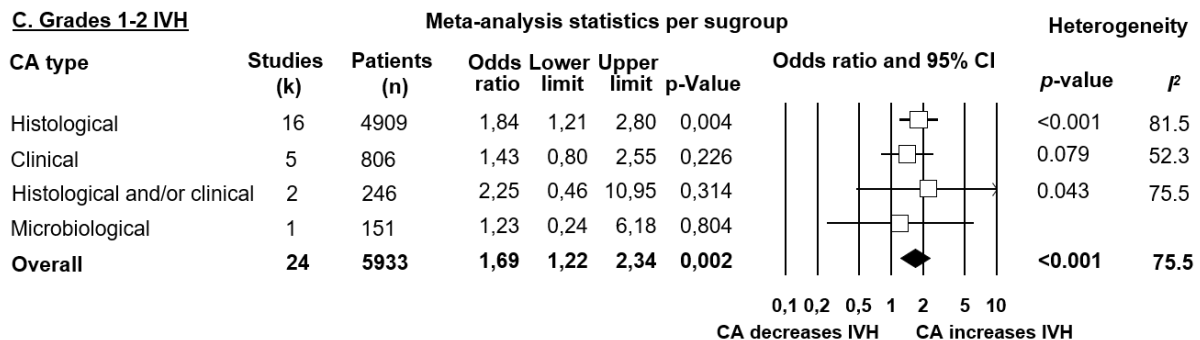 C. Grades 1-2 IVH Meta-analysis statistics per sugroup Heterogeneity
CA type Studies (k) Patients (n) Odds ratio Lower limit Upper limit p-Value Odds ratio and 95% CI p-value I²
Histological 16 4909 1,84 1,21 2,80 0,004 <0.001 81.5
Clinical 5 806 1,43 0,80 2,55 0,226 0.079 52.3
Histological and/or clinical 2 246 2,25 0,46 10,95 0,314 0.043 75.5
Microbiological 1 151 1,23 0,24 6,18 0,804
Overall 24 5933 1,69 1,22 2,34 0,002 <0.001 75.5
0,1 0,2 0,5 1 2 5 10
CA decreases IVH CA increases IVH